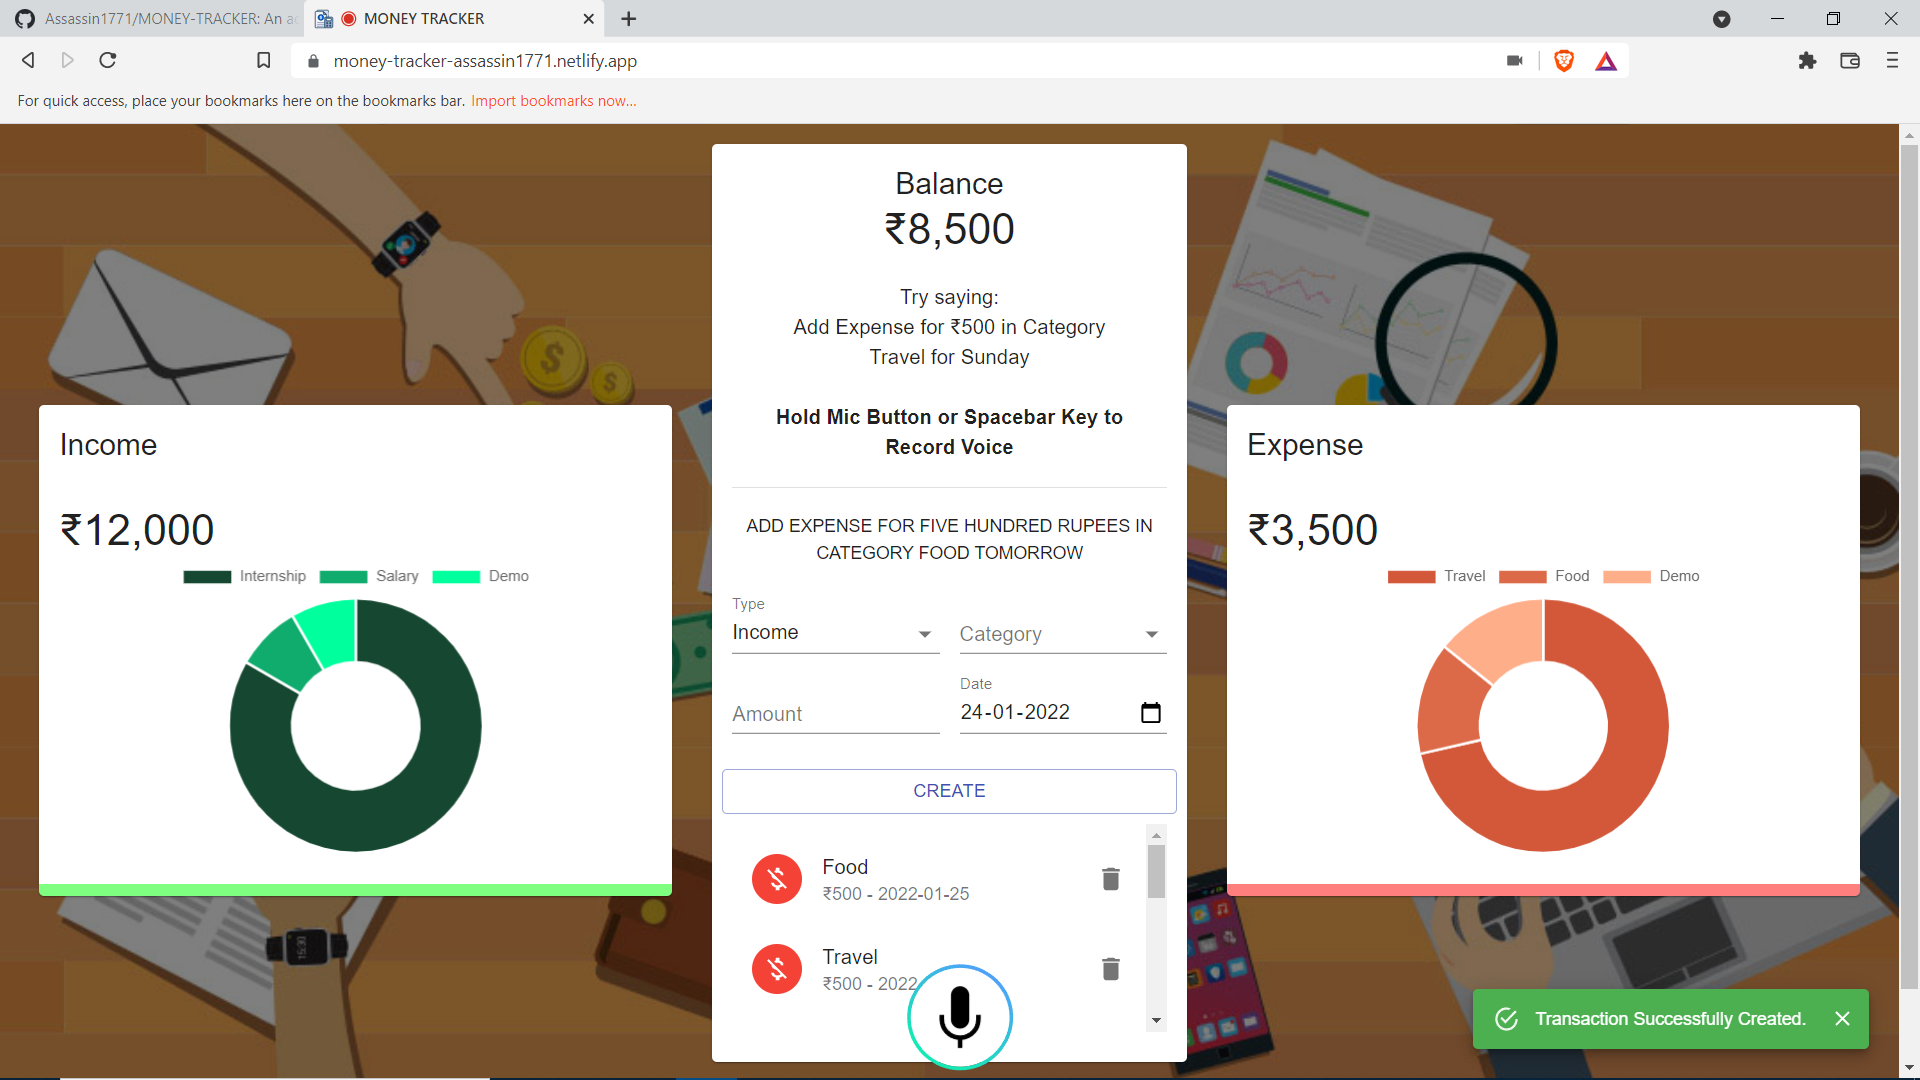 Assassin1771/MONEY-TRACKER: An a
MONEY TRACKER
money-tracker-assassin1771.netlify.app
For quick access, place your bookmarks here on the bookmarks bar. Import bookmarks now...
Balance
₹8,500
Try saying:
Add Expense for ₹500 in Category
Travel for Sunday
Hold Mic Button or Spacebar Key to
Record Voice
Income
₹12,000
Internship Salary Demo
ADD EXPENSE FOR FIVE HUNDRED RUPEES IN
CATEGORY FOOD TOMORROW
Type
Income
Category
Amount
Date
24-01-2022
CREATE
Food
₹500 - 2022-01-25
Travel
₹500 - 2022
Expense
₹3,500
Travel Food Demo
Transaction Successfully Created.